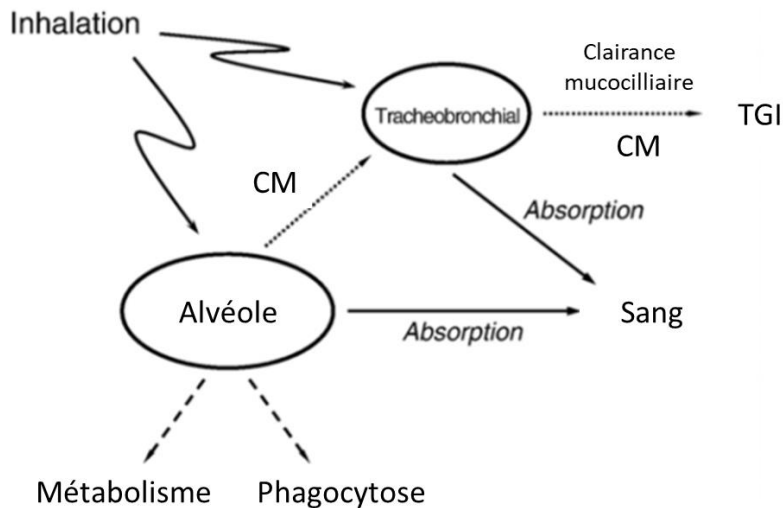 Inhalation
Clairance
mucocilliaire
Tracheobronchial
TGI
CM
CM
Absorption
Alvéole
Absorption
Sang
Métabolisme
Phagocytose